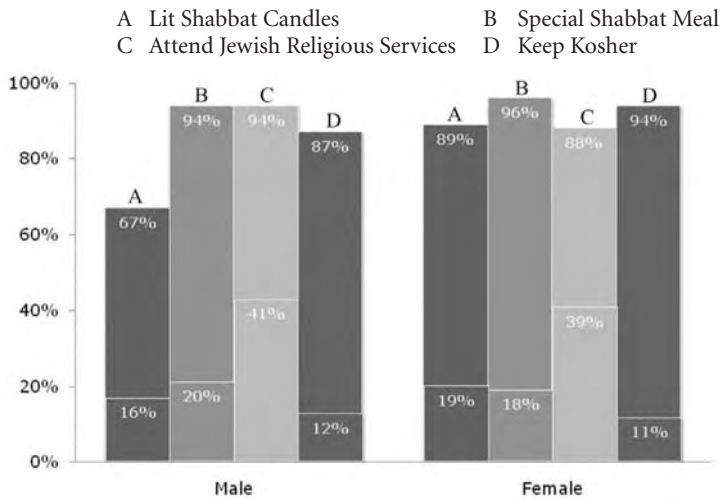 A Lit Shabbat Candles B Special Shabbat Meal
C Attend Jewish Religious Services D Keep Kosher
100%
80%
60%
40%
20%
0%
A
67%
16%
B
94%
20%
C
94%
41%
D
87%
12%
A
89%
19%
B
96%
18%
C
88%
39%
D
94%
11%
Male Female